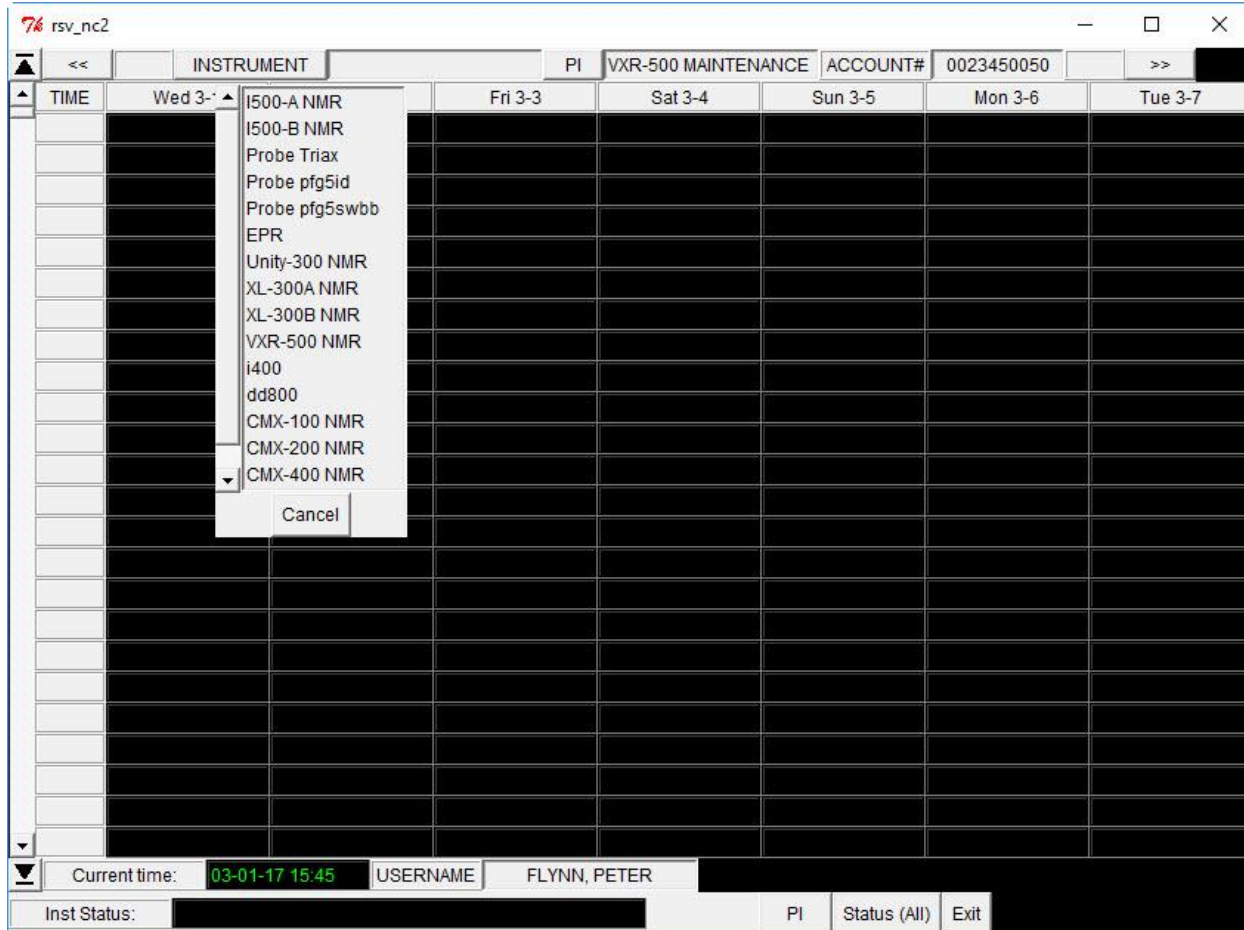 rsv_nc2
<< INSTRUMENT PI VXR-500 MAINTENANCE ACCOUNT# 0023450050 >>
TIME Wed 3- Fri 3-3 Sat 3-4 Sun 3-5 Mon 3-6 Tue 3-7
I500-A NMR
I500-B NMR
Probe Triax
Probe pfg5id
Probe pfg5swbb
EPR
Unity-300 NMR
XL-300A NMR
XL-300B NMR
VXR-500 NMR
i400
dd800
CMX-100 NMR
CMX-200 NMR
CMX-400 NMR
Cancel
Current time: 03-01-17 15:45 USERNAME FLYNN, PETER
Inst Status: PI Status (All) Exit